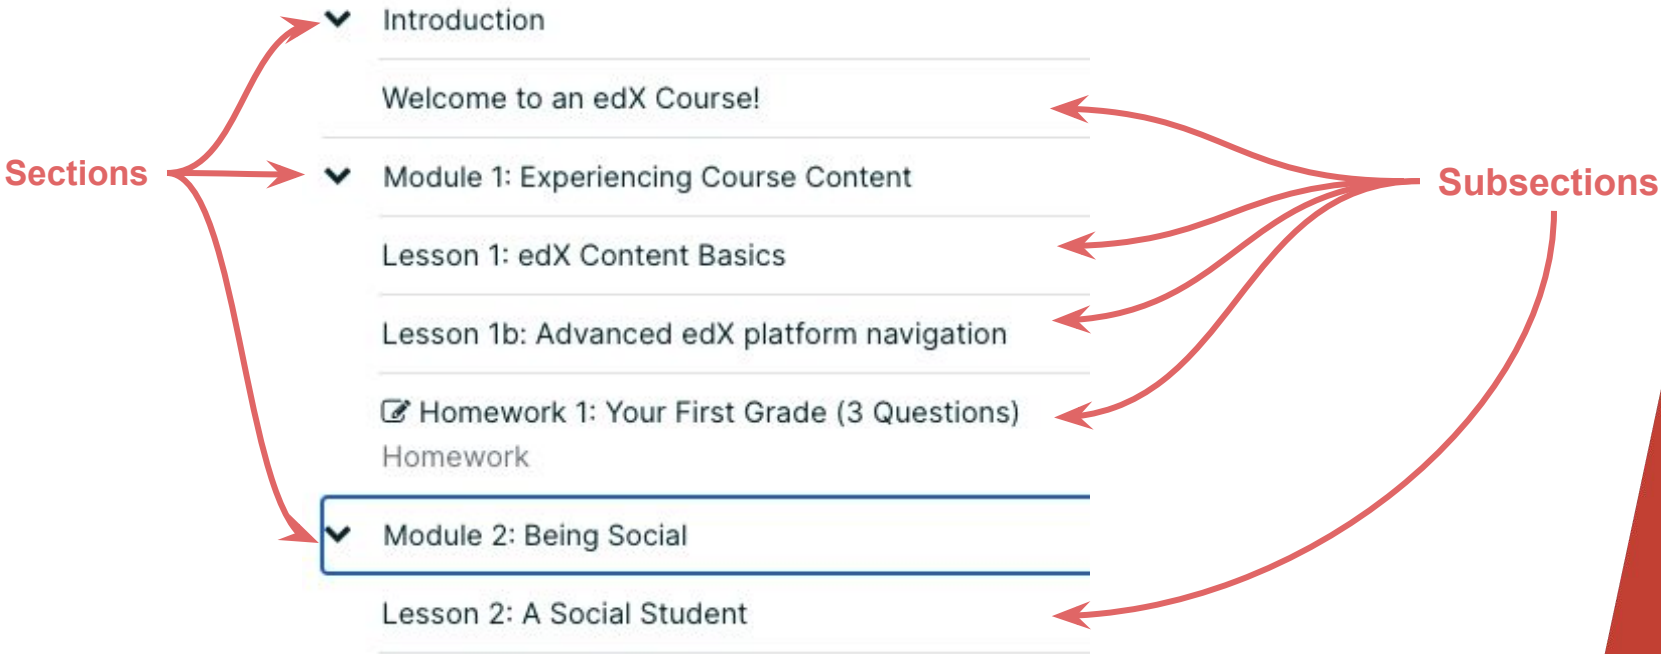 Introduction
Welcome to an edX Course!
Sections
Module 1: Experiencing Course Content
Subsections
Lesson 1: edX Content Basics
Lesson 1b: Advanced edX platform navigation
Homework 1: Your First Grade (3 Questions)
Homework
Module 2: Being Social
Lesson 2: A Social Student